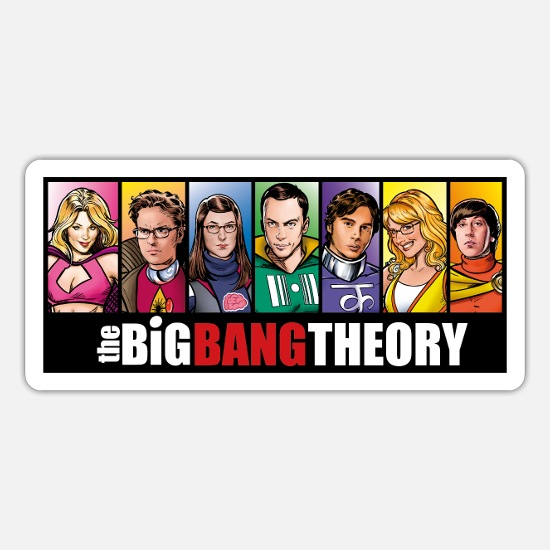 क
the BiG BANG THEORY